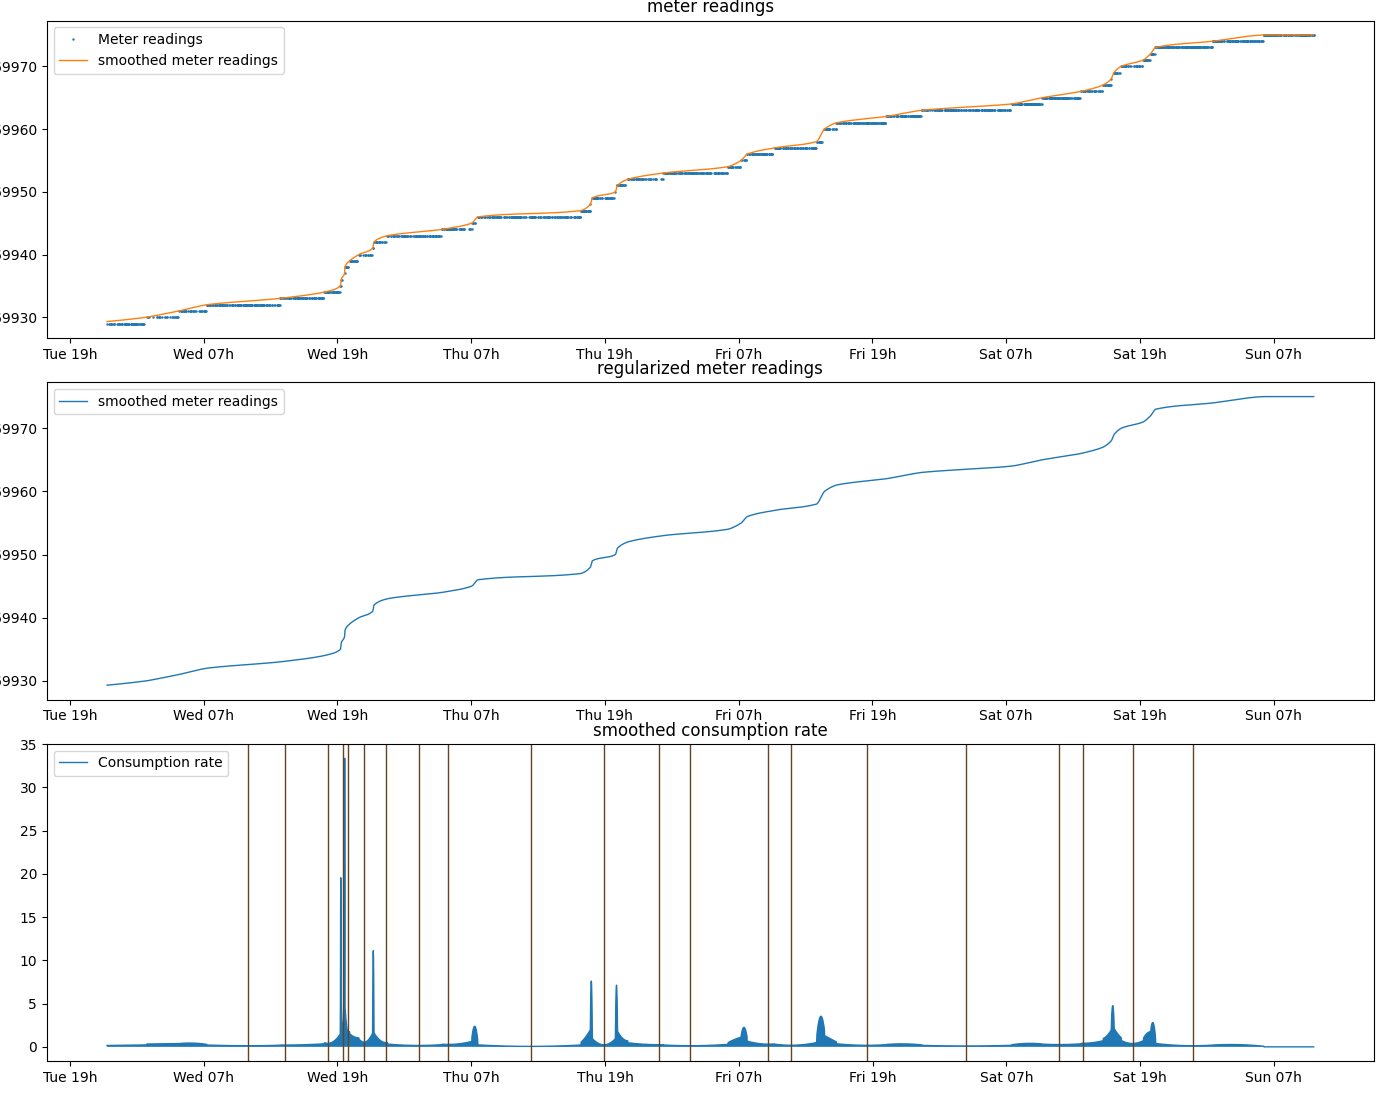 meter readings
Meter readings
smoothed meter readings
9970
9960
9950
9940
9930
Tue 19h Wed 07h Wed 19h Thu 07h Thu 19h Fri 07h Fri 19h Sat 07h Sat 19h Sun 07h
regularized meter readings
smoothed meter readings
9970
9960
9950
9940
9930
Tue 19h Wed 07h Wed 19h Thu 07h Thu 19h Fri 07h Fri 19h Sat 07h Sat 19h Sun 07h
smoothed consumption rate
Consumption rate
35
30
25
20
15
10
5
0
Tue 19h Wed 07h Wed 19h Thu 07h Thu 19h Fri 07h Fri 19h Sat 07h Sat 19h Sun 07h